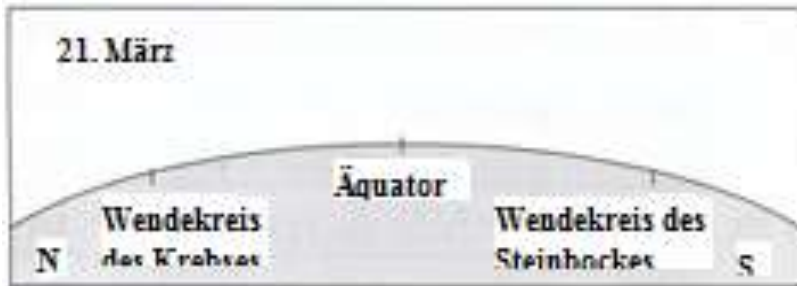 21. März
Äquator
Wendekreis
des Krebses
Wendekreis des
Steinbockes
N
S